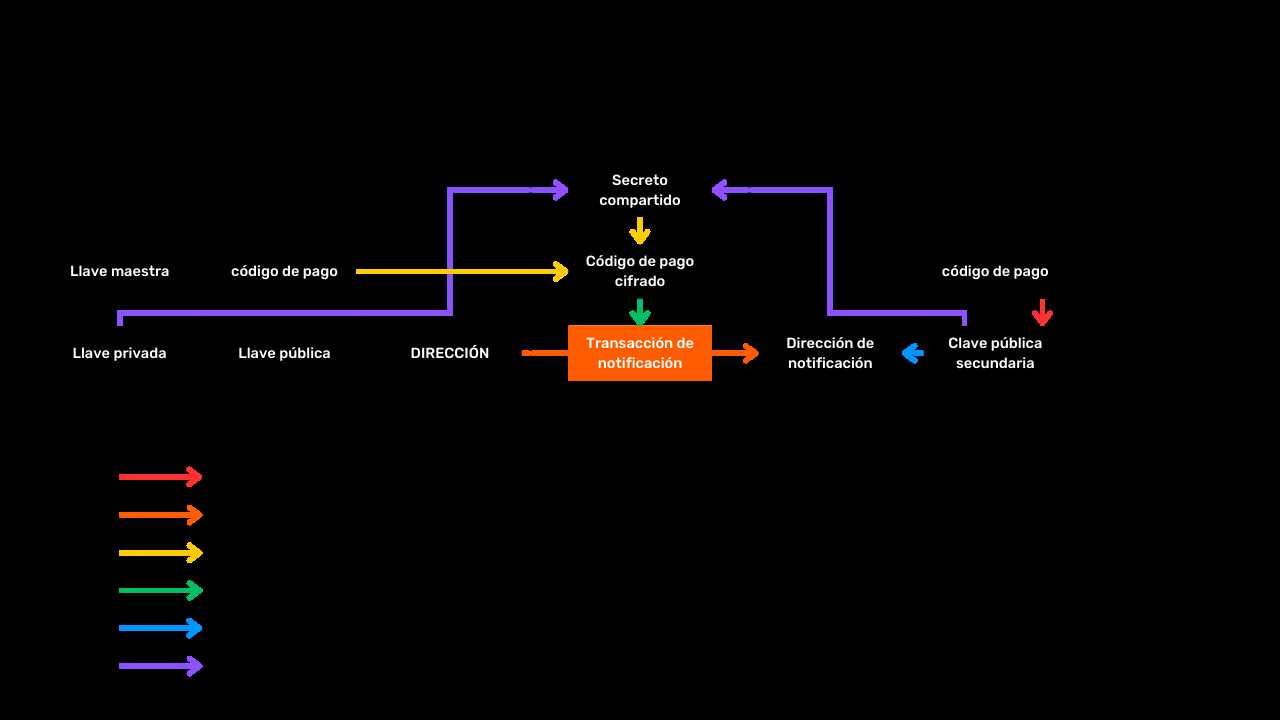 Secreto
compartido
Llave maestra
código de pago
Código de pago
cifrado
código de pago
Llave privada
Llave pública
DIRECCIÓN
Transacción de
notificación
Dirección de
notificación
Clave pública
secundaria